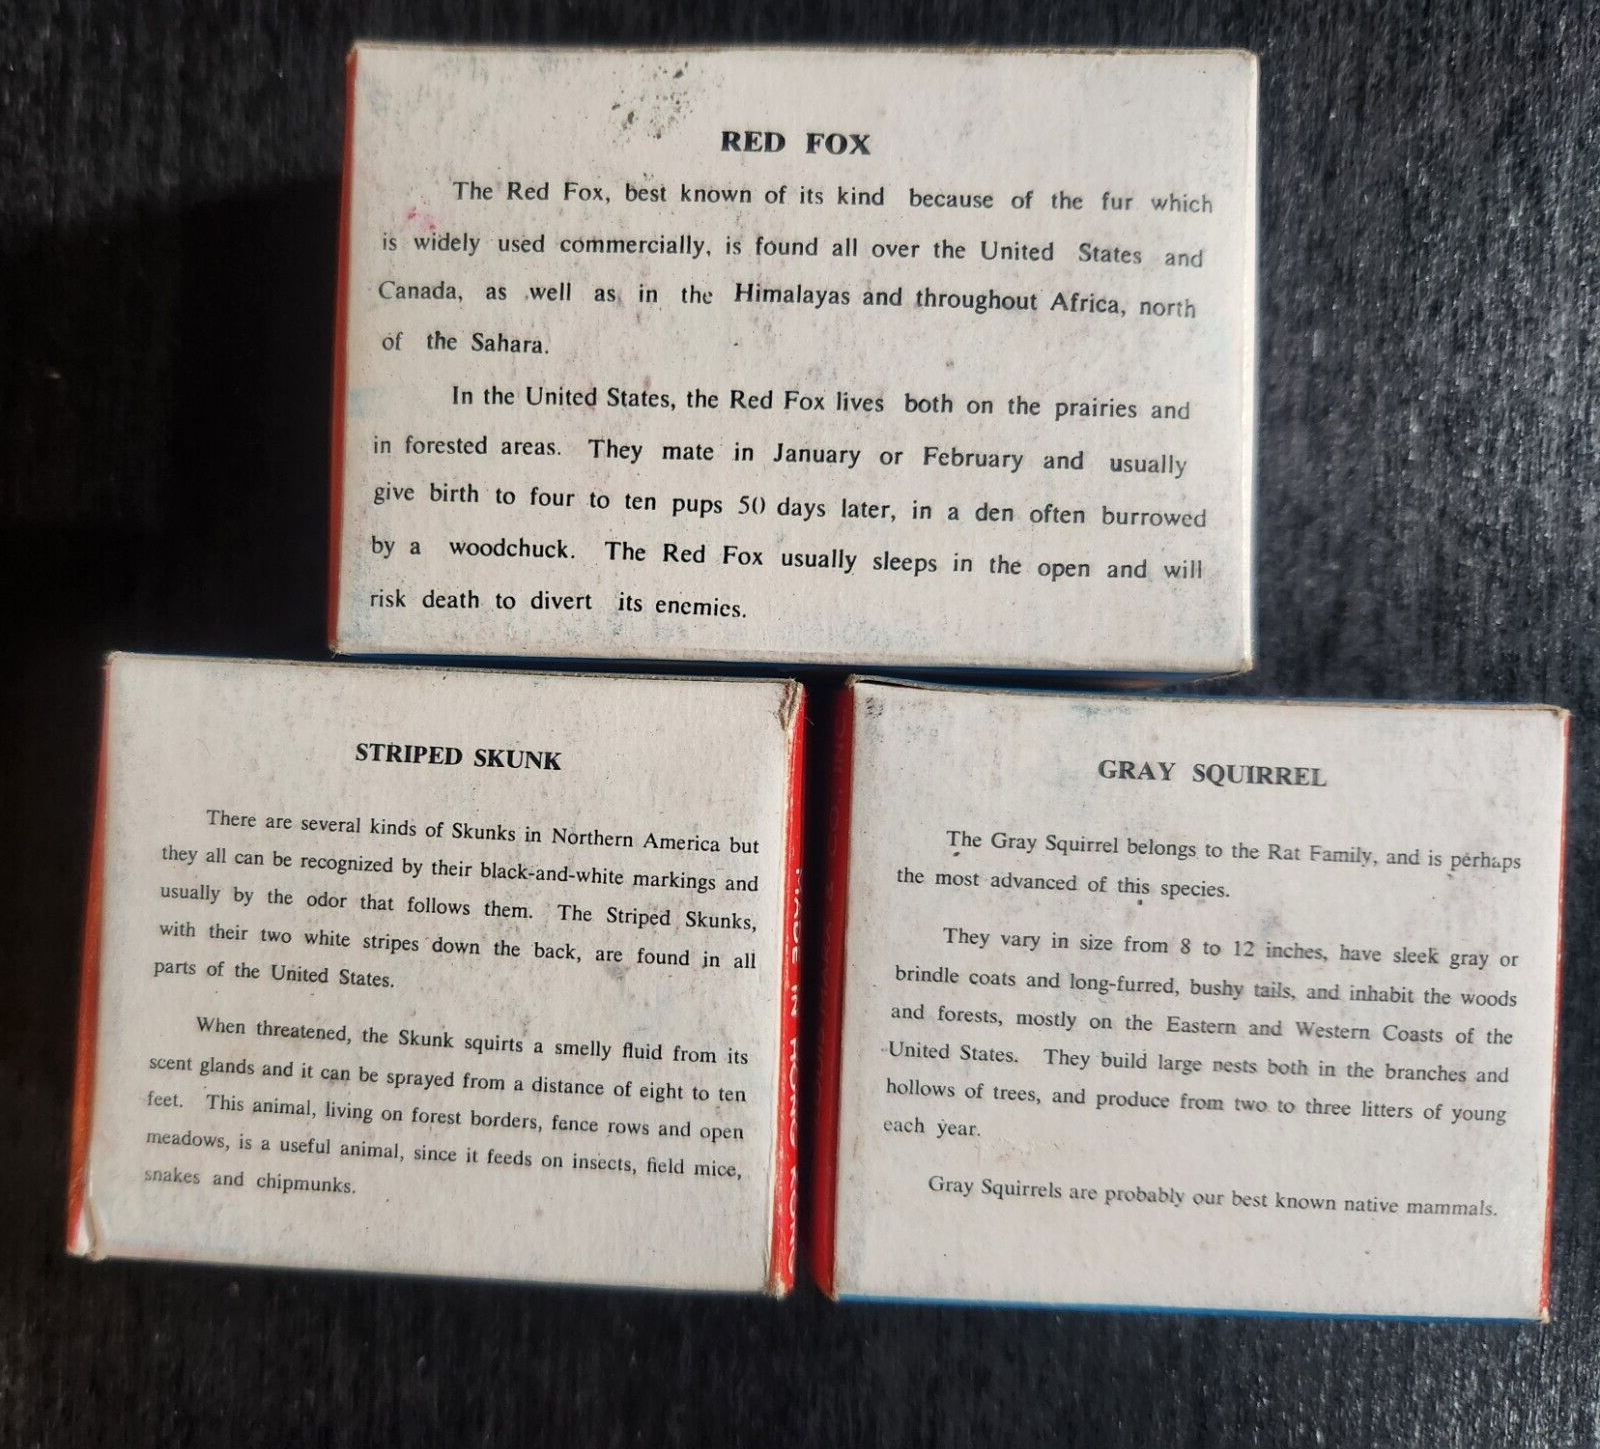 RED FOX
The Red Fox, best known of its kind because of the fur which
is widely used commercially, is found all over the United States and
Canada, as well as in the Himalayas and throughout Africa, north
of the Sahara.
In the United States, the Red Fox lives both on the prairies and
in forested areas. They mate in January or February and usually
give birth to four to ten pups 50 days later, in a den often burrowed
by a woodchuck. The Red Fox usually sleeps in the open and will
risk death to divert its enemies.
STRIPED SKUNK
There are several kinds of Skunks in Northern America but
they all can be recognized by their black-and-white markings and
usually by the odor that follows them. The Striped Skunks,
with their two white stripes down the back, are found in all
parts of the United States.
When threatened, the Skunk squirts a smelly fluid from its
scent glands and it can be sprayed from a distance of eight to ten
feet. This animal, living on forest borders, fence rows and open
meadows, is a useful animal, since it feeds on insects, field mice,
snakes and chipmunks.
MADE IN HONG KONG
GRAY SQUIRREL
The Gray Squirrel belongs to the Rat Family, and is perhaps
the most advanced of this species.
They vary in size from 8 to 12 inches, have sleek gray or
brindle coats and long-furred, bushy tails, and inhabit the woods
and forests, mostly on the Eastern and Western Coasts of the
United States. They build large nests both in the branches and
hollows of trees, and produce from two to three litters of young
each year.
Gray Squirrels are probably our best known native mammals.